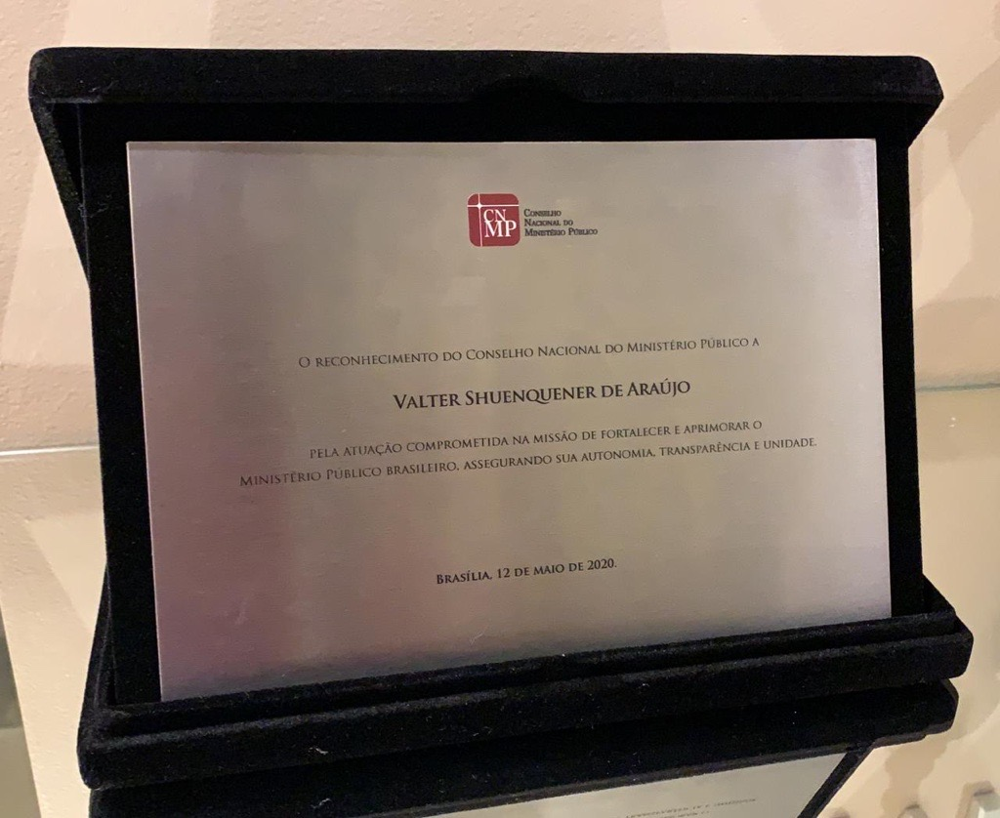 CN
MP
Conselho
Nacional do
Ministério Público
O reconhecimento do Conselho Nacional do Ministério Público a
Valter Shuenquener de Araújo
pela atuação comprometida na missão de fortalecer e aprimorar o
Ministério Público brasileiro, assegurando sua autonomia, transparência e unidade.
Brasília, 12 de maio de 2020.